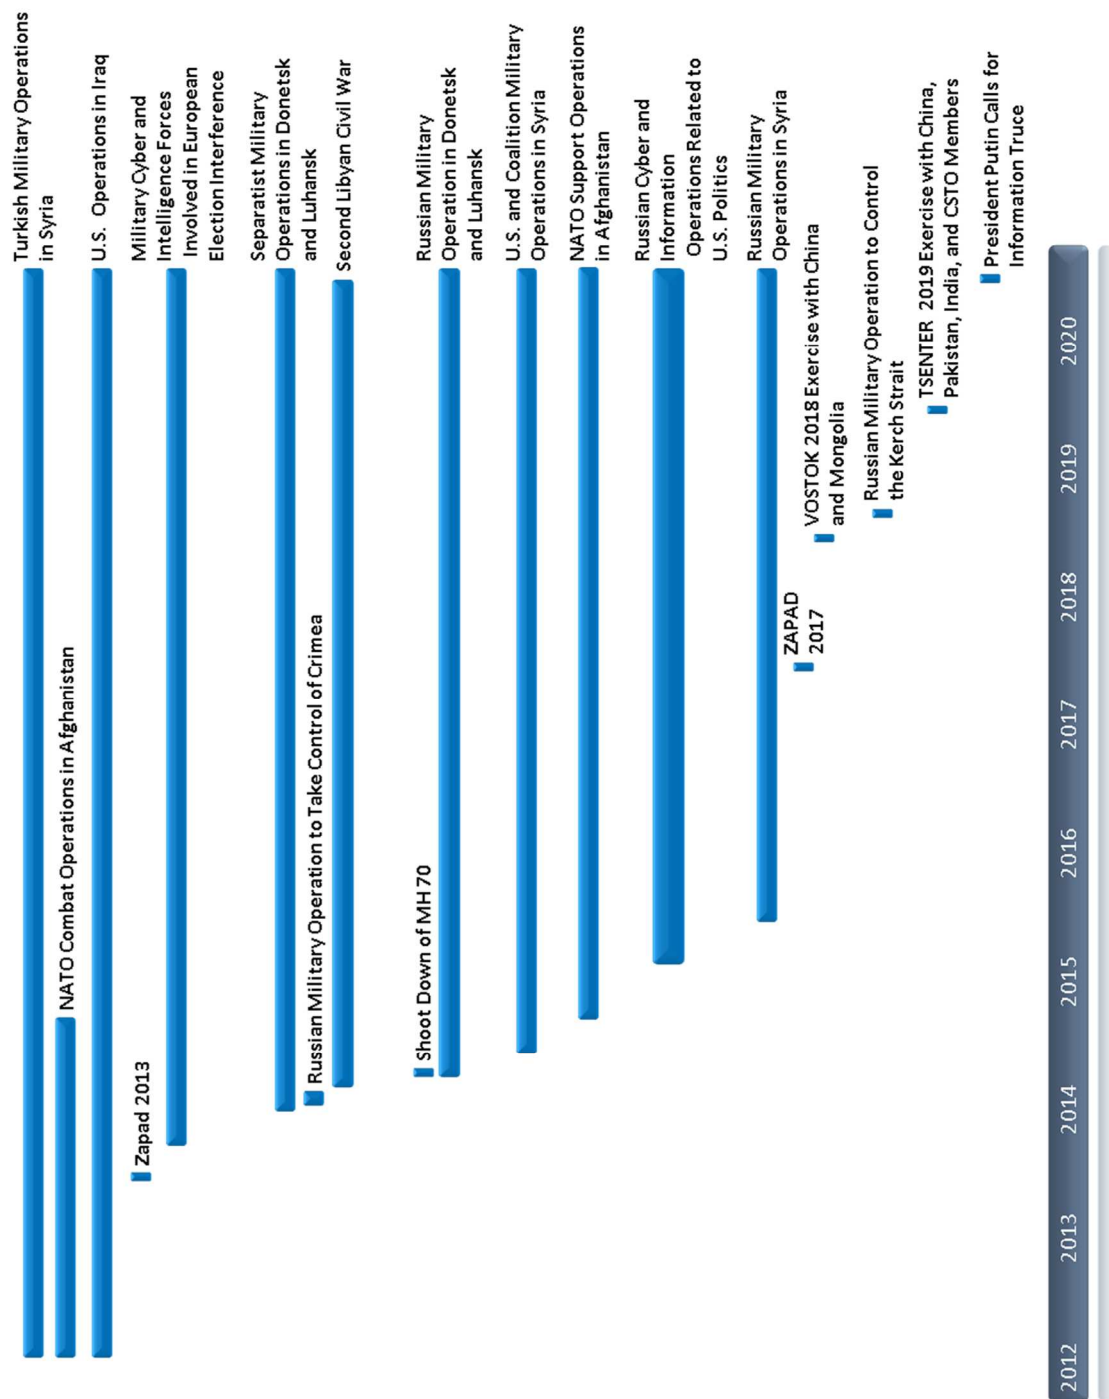 Turkish Military Operations
in Syria
NATO Combat Operations in Afghanistan
U.S. Operations in Iraq
Zapad 2013
Military Cyber and
Intelligence Forces
Involved in European
Election Interference
Separatist Military
Operations in Donetsk
and Luhansk
Russian Military Operation to Take Control of Crimea
Second Libyan Civil War
Shoot Down of MH 70
Russian Military
Operation in Donetsk
and Luhansk
U.S. and Coalition Military
Operations in Syria
NATO Support Operations
in Afghanistan
Russian Cyber and
Information
Operations Related to
U.S. Politics
Russian Military
Operations in Syria
ZAPAD
2017
VOSTOK 2018 Exercise with China
and Mongolia
Russian Military Operation to Control
the Kerch Strait
TSENTER 2019 Exercise with China,
Pakistan, India, and CSTO Members
President Putin Calls for
Information Truce
2012 2013 2014 2015 2016 2017 2018 2019 2020